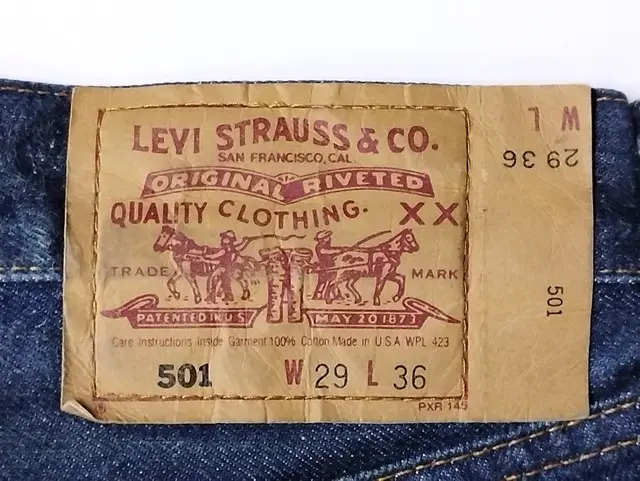 LEVI STRAUSS & CO.
SAN FRANCISCO, CAL.
ORIGINAL RIVETED
QUALITY CLOTHING. XX
TRADE MARK
PATENTED IN U S MAY 20 1873
Care Instructions Inside Garment 100% Cotton Made in U S A WPL 423
501 W 29 L 36
PXR 145
W L
29 36
501